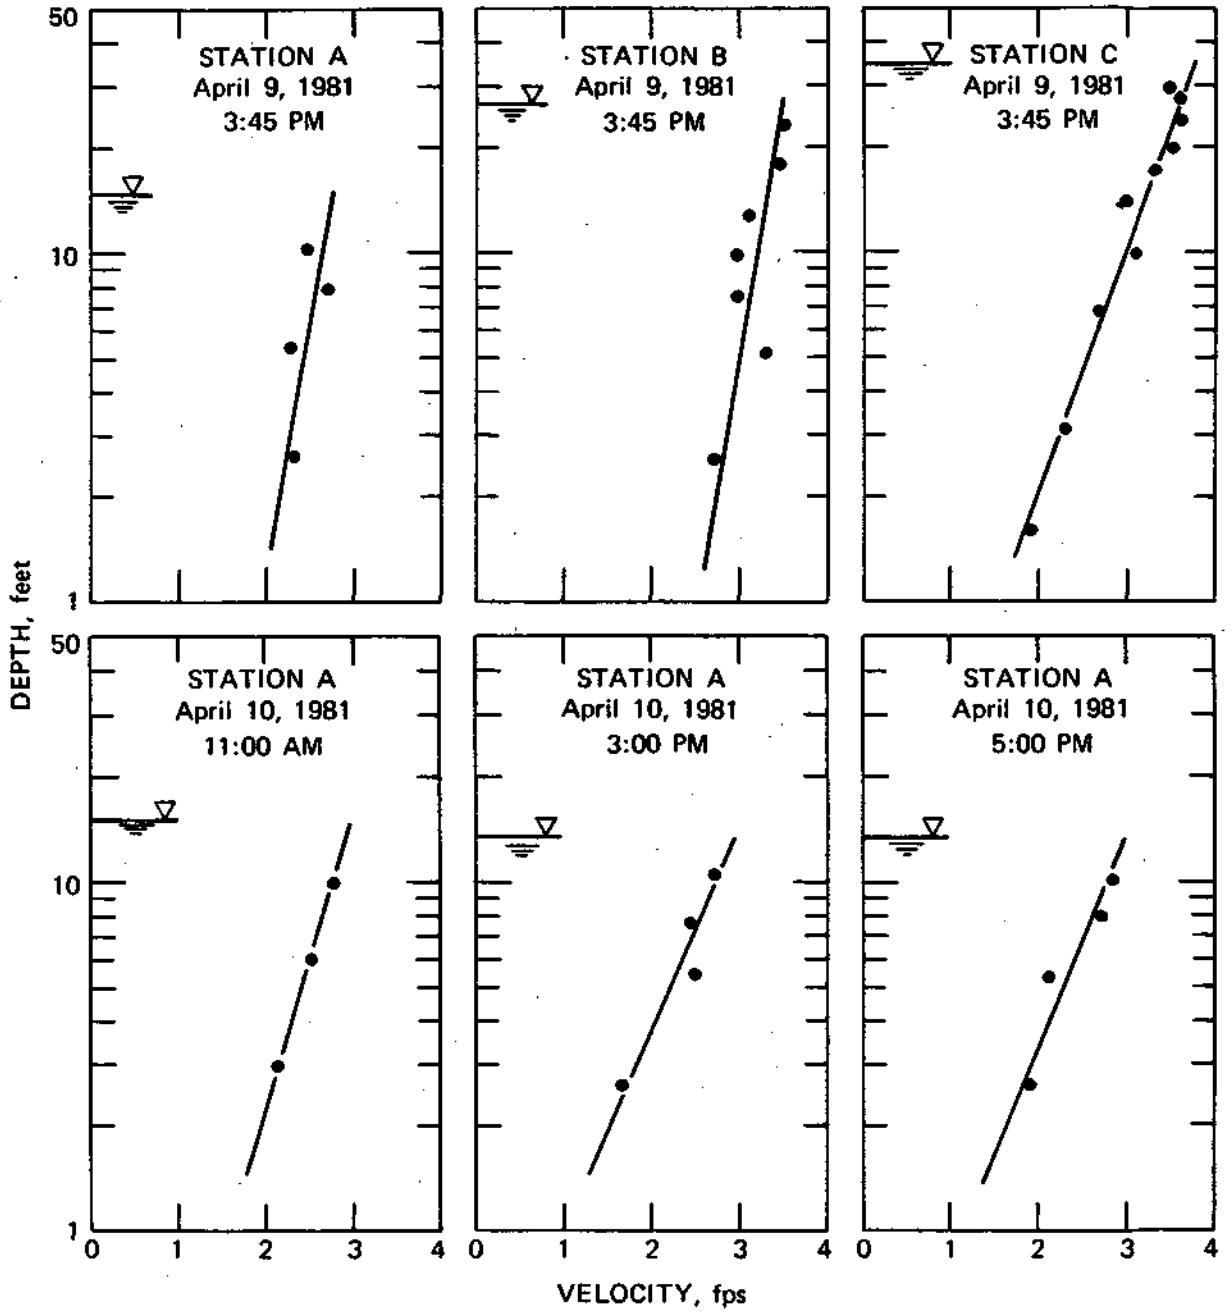 50
10
1
STATION A
April 9, 1981
3:45 PM
STATION B
April 9, 1981
3:45 PM
STATION C
April 9, 1981
3:45 PM
DEPTH, feet
50
10
1
STATION A
April 10, 1981
11:00 AM
STATION A
April 10, 1981
3:00 PM
STATION A
April 10, 1981
5:00 PM
0 1 2 3 4
0 1 2 3 4
0 1 2 3 4
VELOCITY, fps